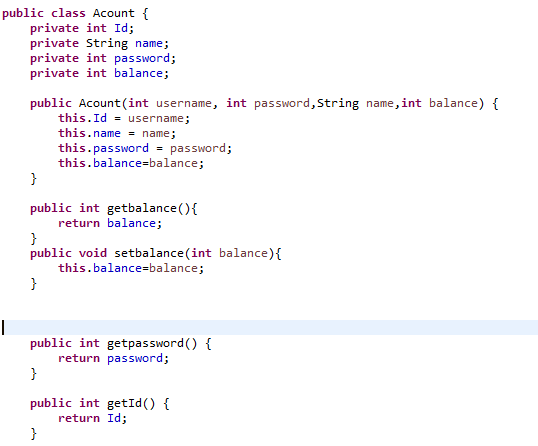 public class Acount {
    private int Id;
    private String name;
    private int password;
    private int balance;

    public Acount(int username, int password,String name,int balance) {
        this.Id = username;
        this.name = name;
        this.password = password;
        this.balance=balance;
    }

    public int getbalance(){
        return balance;
    }
    public void setbalance(int balance){
        this.balance=balance;
    }


    public int getpassword() {
        return password;
    }

    public int getId() {
        return Id;
    }